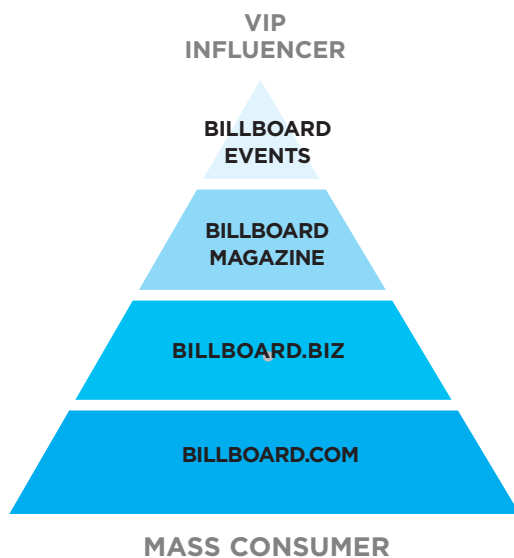 VIP
INFLUENCER
BILLBOARD
EVENTS
BILLBOARD
MAGAZINE
BILLBOARD.BIZ
BILLBOARD.COM
MASS CONSUMER